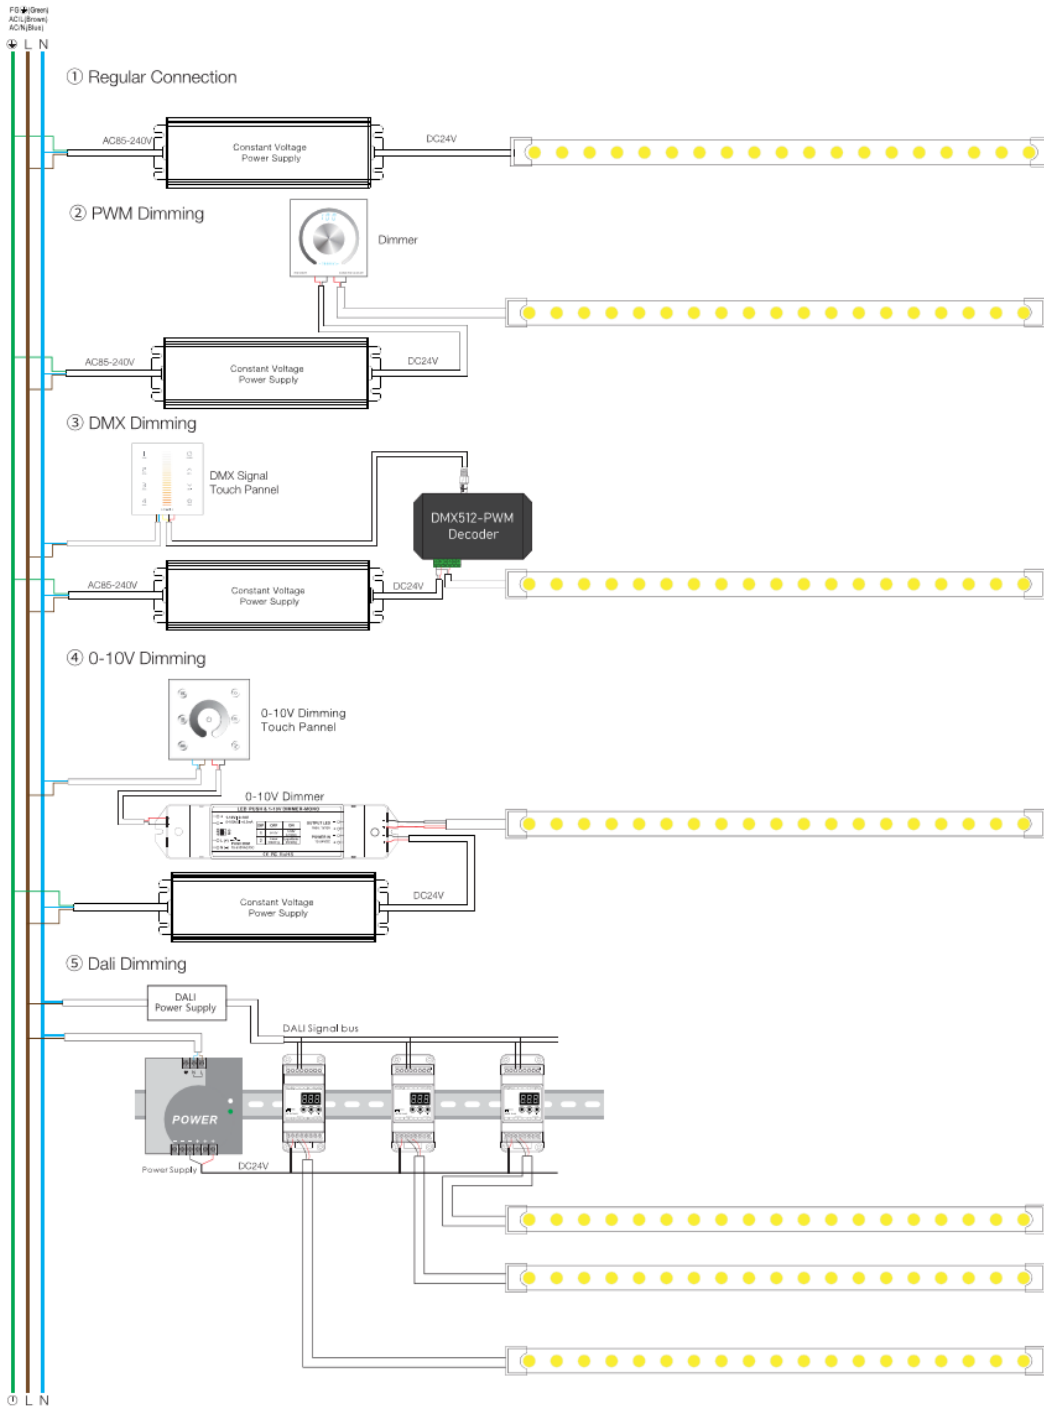 FG⏚(Green)
AC/L(Brown)
AC/N(Blue)
L N
① Regular Connection
AC85-240V
Constant Voltage
Power Supply
DC24V
② PWM Dimming
Dimmer
AC85-240V
Constant Voltage
Power Supply
DC24V
③ DMX Dimming
DMX Signal
Touch Pannel
DMX512-PWM
Decoder
AC85-240V
Constant Voltage
Power Supply
DC24V
④ 0-10V Dimming
0-10V Dimming
Touch Pannel
0-10V Dimmer
Constant Voltage
Power Supply
DC24V
⑤ Dali Dimming
DALI
Power Supply
DALI Signal bus
N L
POWER
Power Supply
DC24V
L N